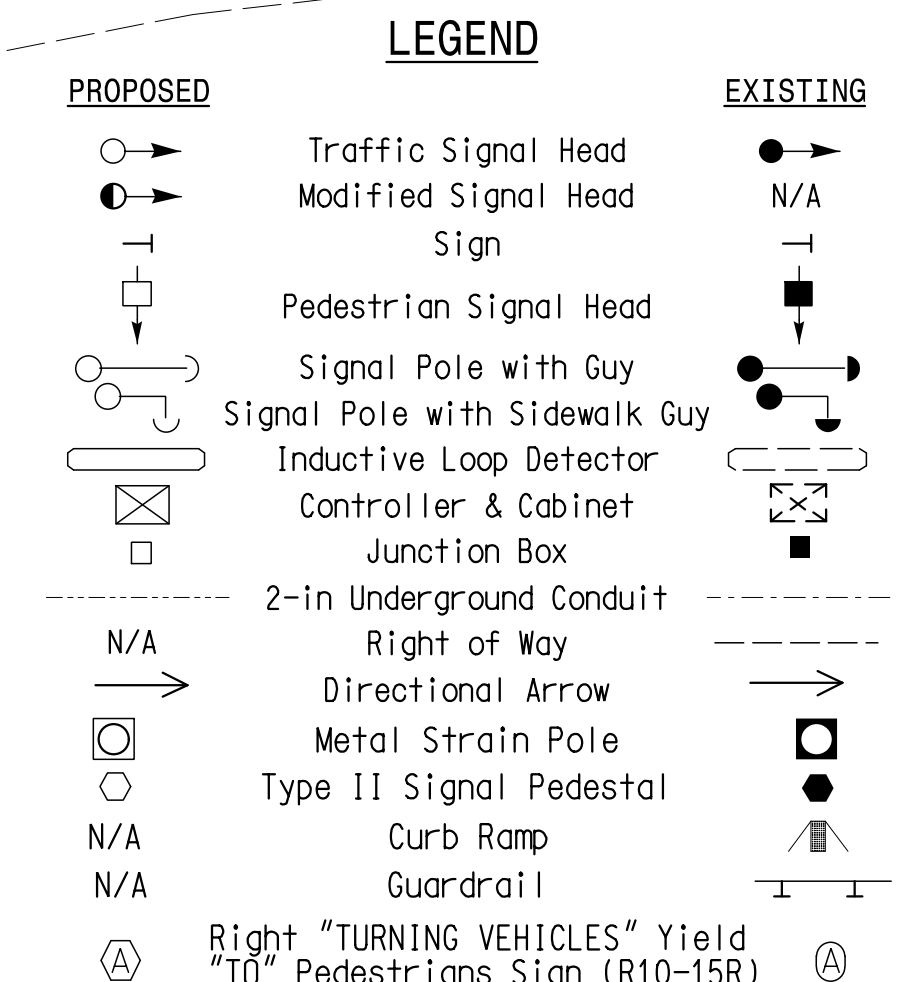 LEGEND
PROPOSED EXISTING
Traffic Signal Head
Modified Signal Head N/A
Sign
Pedestrian Signal Head
Signal Pole with Guy
Signal Pole with Sidewalk Guy
Inductive Loop Detector
Controller & Cabinet
Junction Box
2-in Underground Conduit
N/A Right of Way
Directional Arrow
Metal Strain Pole
Type II Signal Pedestal
N/A Curb Ramp
N/A Guardrail
Right "TURNING VEHICLES" Yield
A "TO" Pedestrians Sign (R10-15R) A